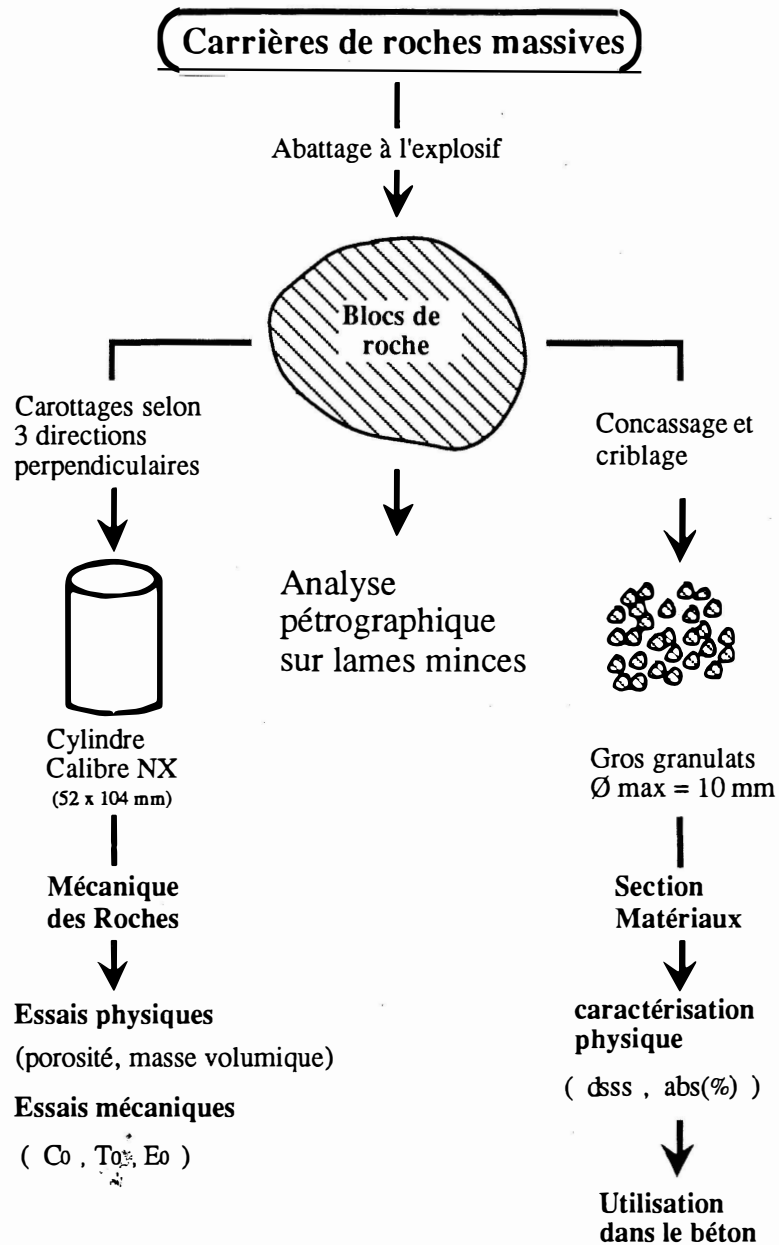 Carrières de roches massives
Abattage à l'explosif
Blocs de
roche
Carottages selon
3 directions
perpendiculaires
Concassage et
criblage
Analyse
pétrographique
sur lames minces
Cylindre
Calibre NX
(52 x 104 mm)
Gros granulats
Ø max = 10 mm
Mécanique
des Roches
Section
Matériaux
Essais physiques
(porosité, masse volumique)
Essais mécaniques
( Co , To , Eo )
caractérisation
physique
( dsss , abs(%) )
Utilisation
dans le béton